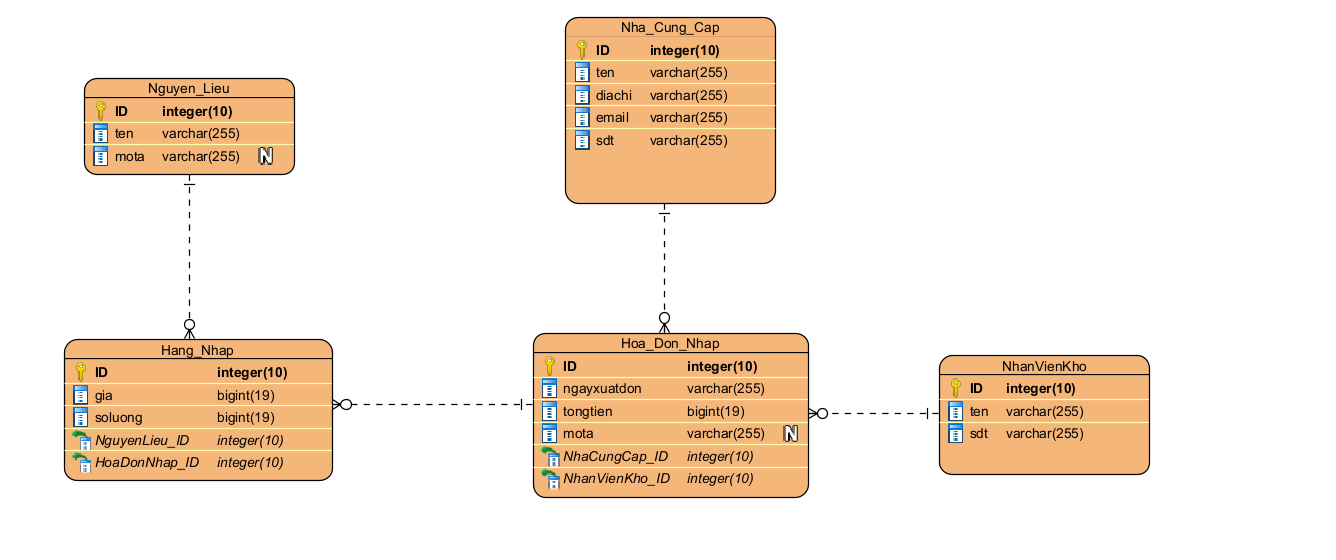 Nha_Cung_Cap
ID integer(10)
ten varchar(255)
diachi varchar(255)
email varchar(255)
sdt varchar(255)
Nguyen_Lieu
ID integer(10)
ten varchar(255)
mota varchar(255) N
Hang_Nhap
ID integer(10)
gia bigint(19)
soluong bigint(19)
NguyenLieu_ID integer(10)
HoaDonNhap_ID integer(10)
Hoa_Don_Nhap
ID integer(10)
ngayxuatdon varchar(255)
tongtien bigint(19)
mota varchar(255) N
NhaCungCap_ID integer(10)
NhanVienKho_ID integer(10)
NhanVienKho
ID integer(10)
ten varchar(255)
sdt varchar(255)